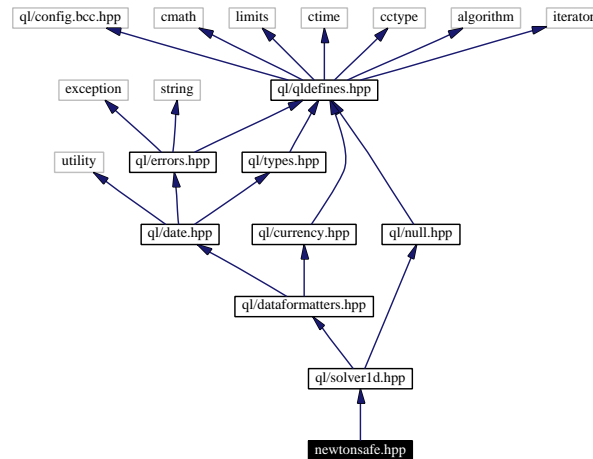 ql/config.bcc.hpp
cmath
limits
ctime
cctype
algorithm
iterator
exception
string
ql/qldefines.hpp
utility
ql/errors.hpp
ql/types.hpp
ql/date.hpp
ql/currency.hpp
ql/null.hpp
ql/dataformatters.hpp
ql/solver1d.hpp
newtonsafe.hpp